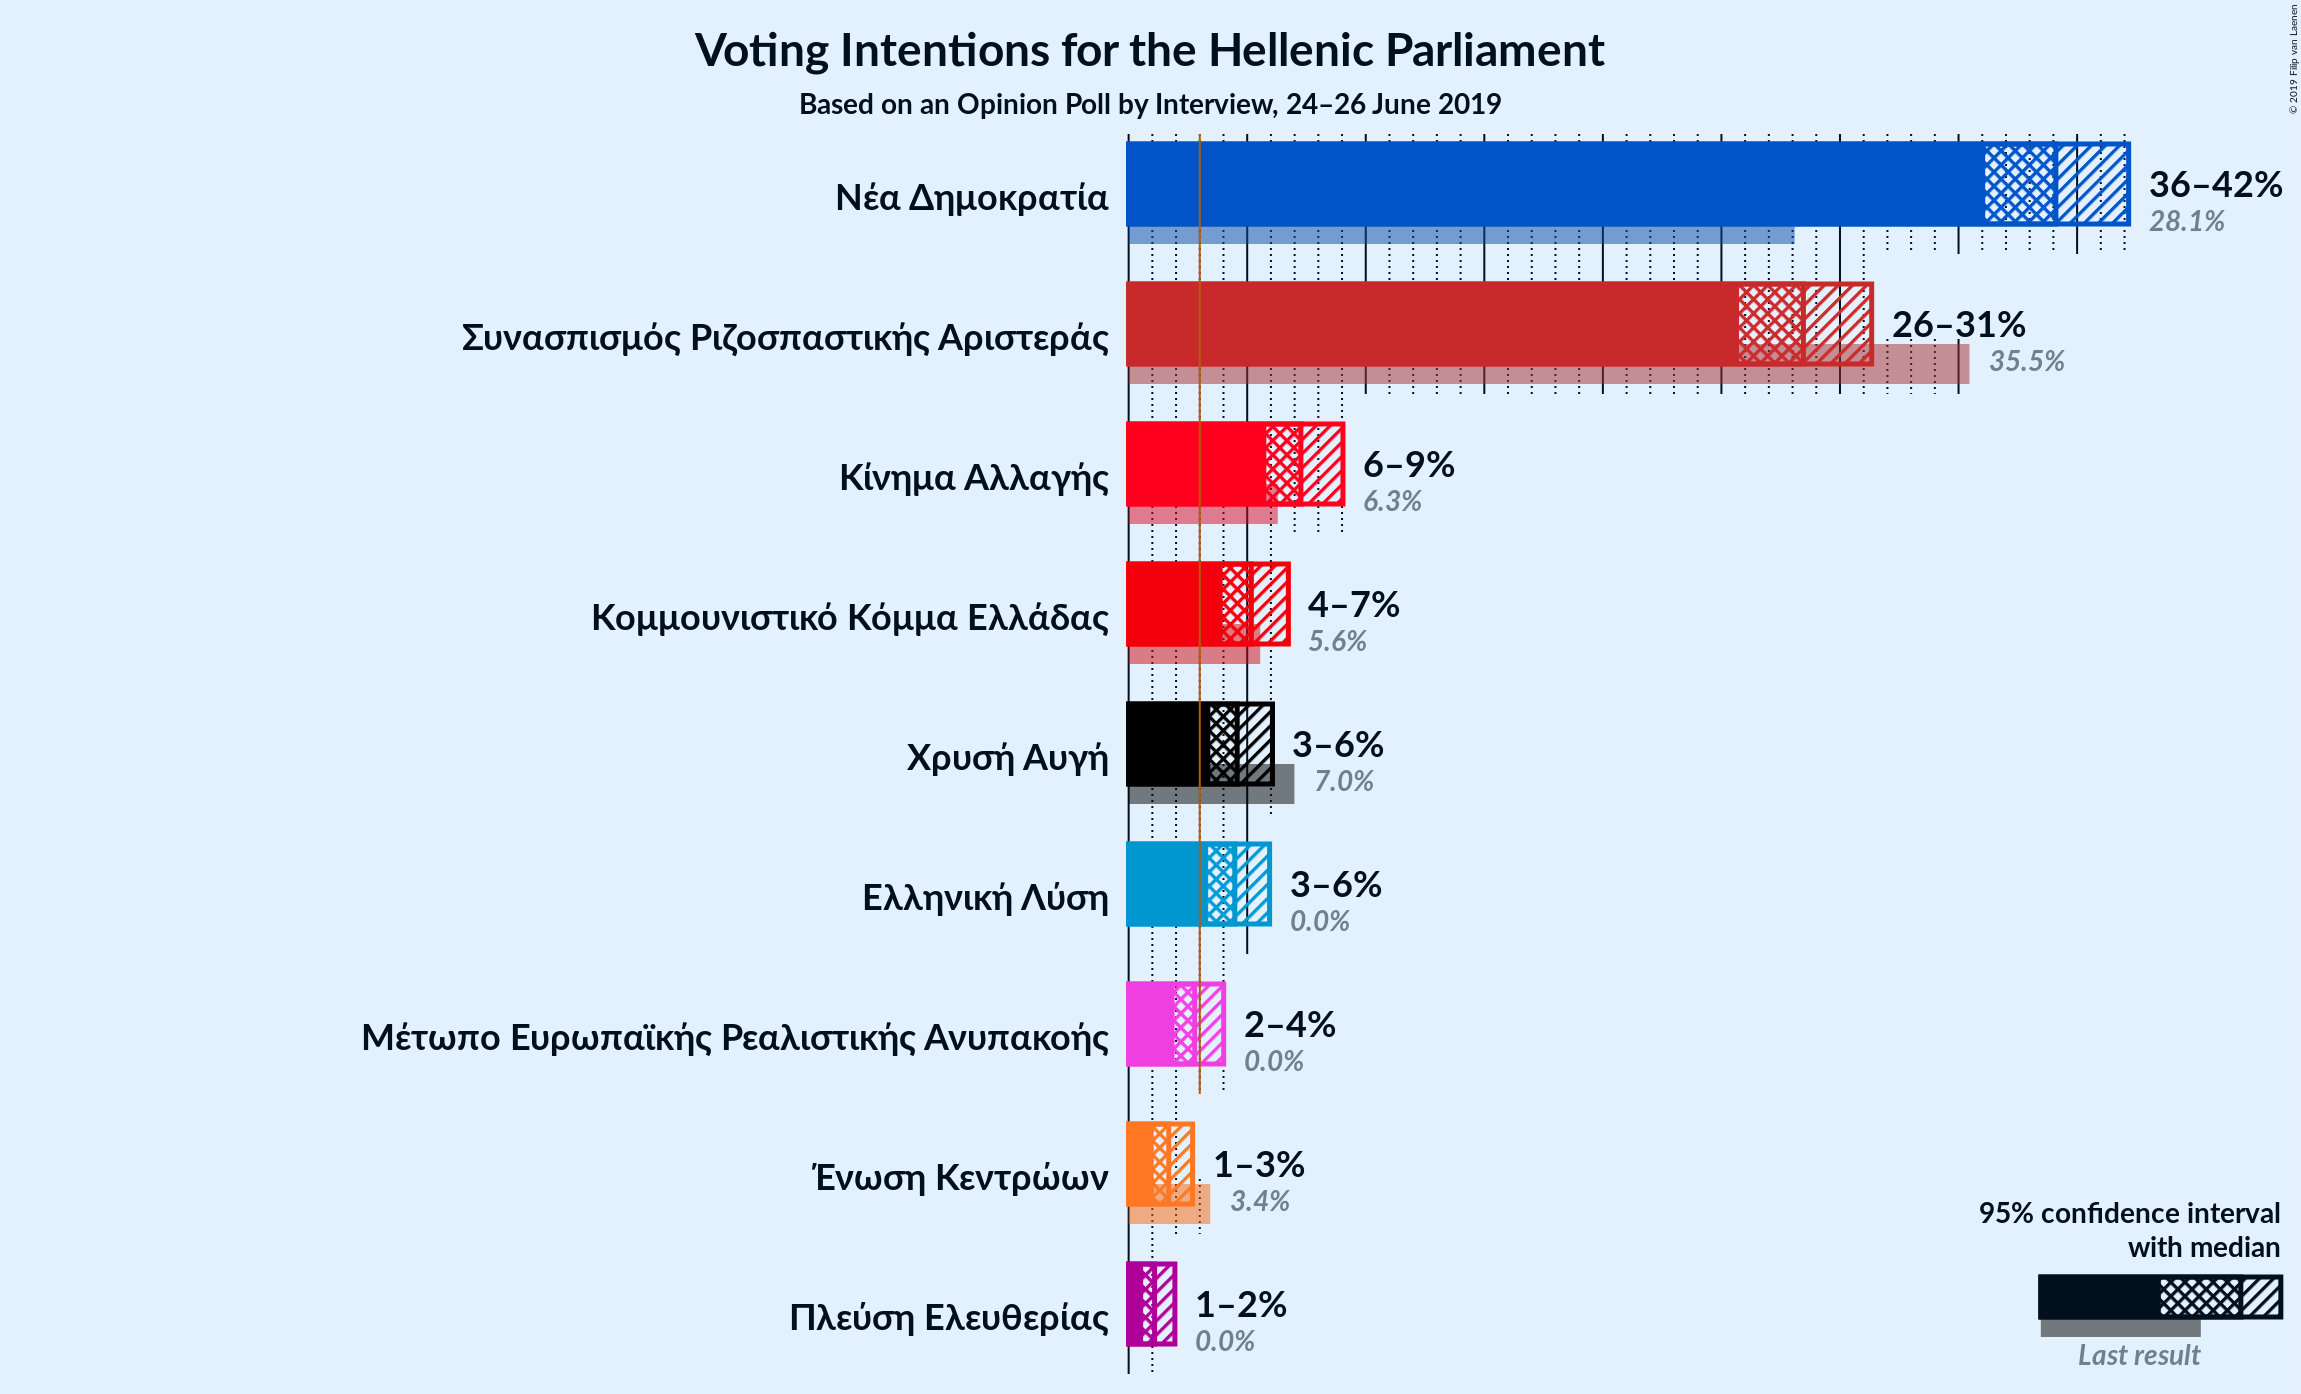 Voting Intentions for the Hellenic Parliament
Based on an Opinion Poll by Interview, 24–26 June 2019
© 2019 Filip van Laenen
Νέα Δημοκρατία
36–42%
28.1%
Συνασπισμός Ριζοσπαστικής Αριστεράς
26–31%
35.5%
Κίνημα Αλλαγής
6–9%
6.3%
Κομμουνιστικό Κόμμα Ελλάδας
4–7%
5.6%
Χρυσή Αυγή
3–6%
7.0%
Ελληνική Λύση
3–6%
0.0%
Μέτωπο Ευρωπαϊκής Ρεαλιστικής Ανυπακοής
2–4%
0.0%
Ένωση Κεντρώων
1–3%
3.4%
Πλεύση Ελευθερίας
1–2%
0.0%
95% confidence interval
with median
Last result